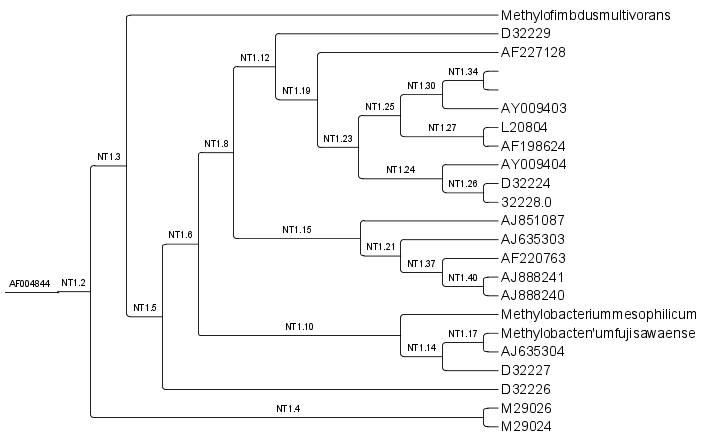 Methylofimbdusmultivorans
D32229
NT1.12
AF227128
NT1.34
NT1.30
NT1.19
NT1.25
AY009403
L20804
NT1.27
NT1.23
NT1.8
AF198624
NT1.3
AY009404
NT1.24
D32224
NT1.26
32228.0
AJ851087
NT1.15
NT1.6
AJ635303
NT1.21
AF220763
NT1.37
AJ888241
NT1.40
AF004844
NT1.2
AJ888240
NT1.5
Methylobacteriummesophilicum
NT1.10
Methylobacten'umfujisawaense
NT1.17
NT1.14
AJ635304
D32227
D32226
M29026
NT1.4
M29024